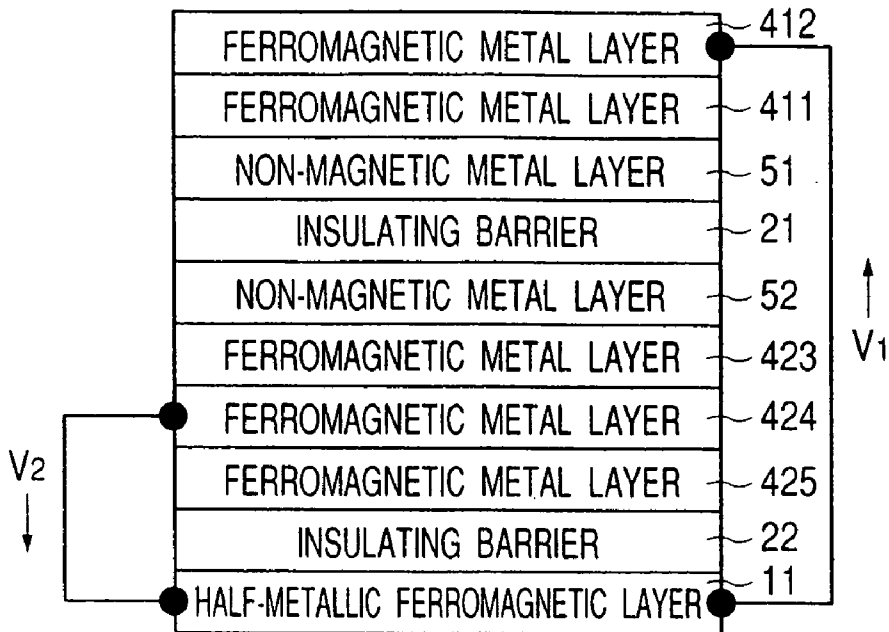 412
FERROMAGNETIC METAL LAYER
FERROMAGNETIC METAL LAYER 411
NON-MAGNETIC METAL LAYER 51
INSULATING BARRIER 21
NON-MAGNETIC METAL LAYER 52
FERROMAGNETIC METAL LAYER 423
V1
FERROMAGNETIC METAL LAYER 424
V2
FERROMAGNETIC METAL LAYER 425
INSULATING BARRIER 22
11
HALF-METALLIC FERROMAGNETIC LAYER